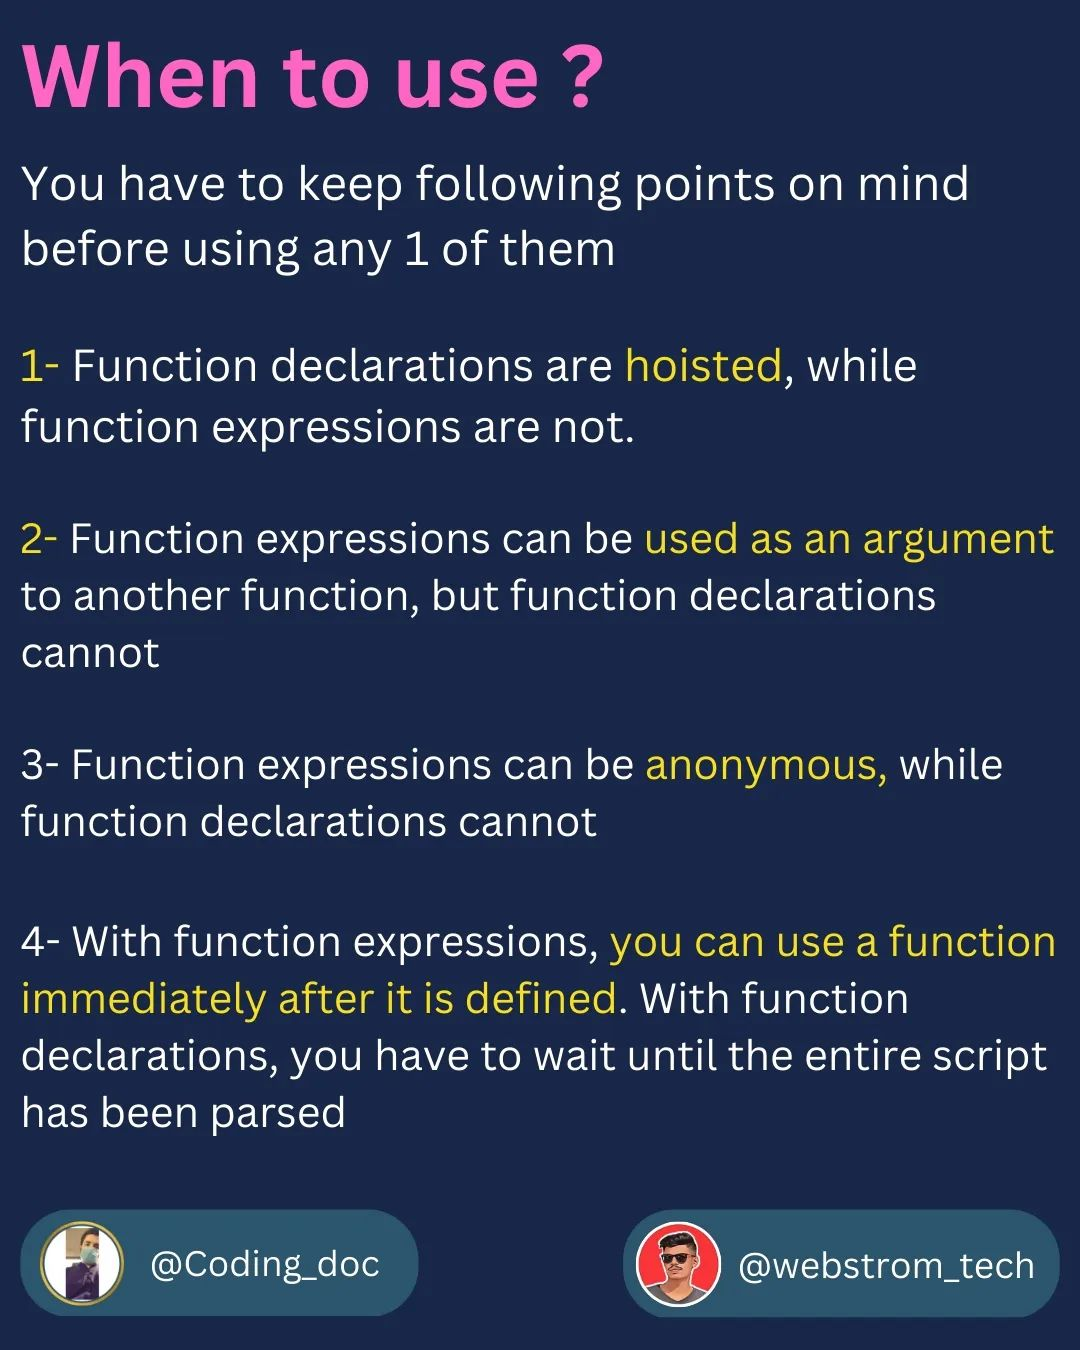 When to use ?
You have to keep following points on mind
before using any 1 of them
1- Function declarations are hoisted, while
function expressions are not.
2- Function expressions can be used as an argument
to another function, but function declarations
cannot
3- Function expressions can be anonymous, while
function declarations cannot
4- With function expressions, you can use a function
immediately after it is defined. With function
declarations, you have to wait until the entire script
has been parsed
@Coding_doc
@webstrom_tech